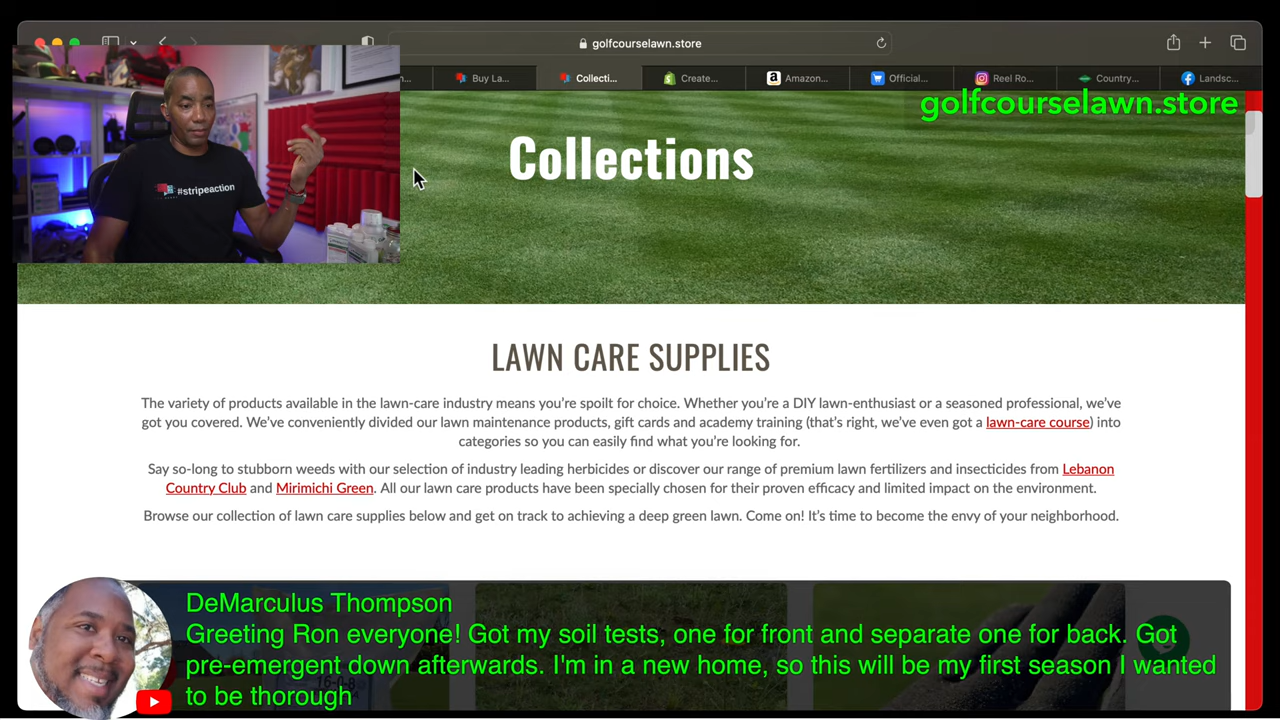 golfcourselawn.store
n...
Buy La...
Collecti...
Create...
Amazon...
Official...
Reel Ro...
Country...
Landsc...
golfcourselawn.store
Collections
#stripeaction
LAWN CARE SUPPLIES
The variety of products available in the lawn-care industry means you're spoilt for choice. Whether you're a DIY lawn-enthusiast or a seasoned professional, we've
got you covered. We've conveniently divided our lawn maintenance products, gift cards and academy training (that's right, we've even got a lawn-care course) into
categories so you can easily find what you're looking for.
Say so-long to stubborn weeds with our selection of industry leading herbicides or discover our range of premium lawn fertilizers and insecticides from Lebanon
Country Club and Mirimichi Green. All our lawn care products have been specially chosen for their proven efficacy and limited impact on the environment.
Browse our collection of lawn care supplies below and get on track to achieving a deep green lawn. Come on! It's time to become the envy of your neighborhood.
DeMarculus Thompson
Greeting Ron everyone! Got my soil tests, one for front and separate one for back. Got
pre-emergent down afterwards. I'm in a new home, so this will be my first season I wanted
to be thorough
16-0-8